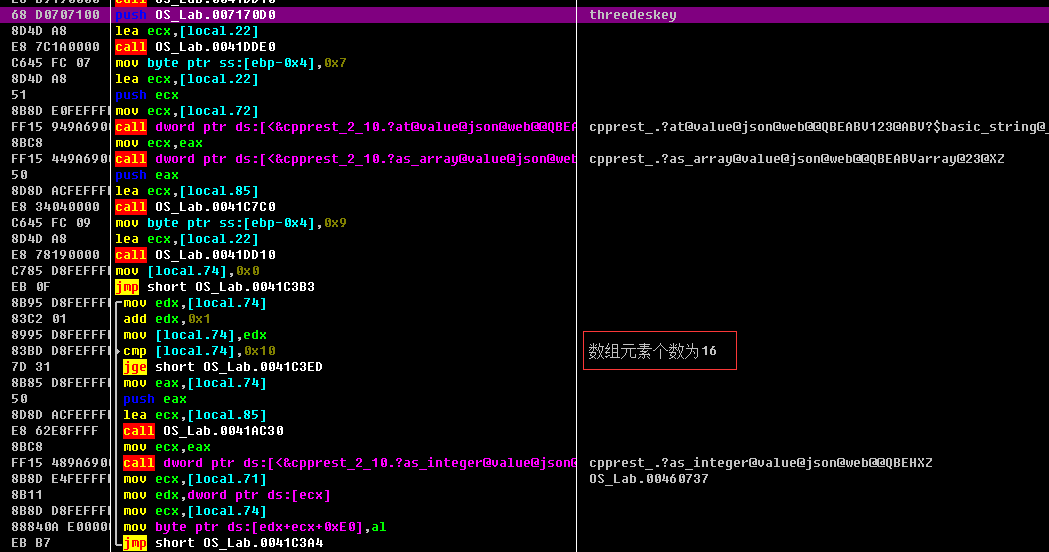 68 D0707100 push OS_Lab.007170D0 threedeskey
8D4D A8 lea ecx,[local.22]
E8 7C1A0000 call OS_Lab.0041DDE0
C645 FC 07 mov byte ptr ss:[ebp-0x4],0x7
8D4D A8 lea ecx,[local.22]
51 push ecx
8B8D E0FEFFFF mov ecx,[local.72]
FF15 949A6900 call dword ptr ds:[<&cpprest_2_10.?at@value@json@web@@QBEA cpprest_.?at@value@json@web@@QBEABV123@ABV?$basic_string@_
8BC8 mov ecx,eax
FF15 449A6900 call dword ptr ds:[<&cpprest_2_10.?as_array@value@json@web cpprest_.?as_array@value@json@web@@QBEABVarray@23@XZ
50 push eax
8D8D ACFEFFFF lea ecx,[local.85]
E8 34040000 call OS_Lab.0041C7C0
C645 FC 09 mov byte ptr ss:[ebp-0x4],0x9
8D4D A8 lea ecx,[local.22]
E8 78190000 call OS_Lab.0041DD10
C785 D8FEFFFF mov [local.74],0x0
EB 0F jmp short OS_Lab.0041C3B3
8B95 D8FEFFFF mov edx,[local.74]
83C2 01 add edx,0x1
8995 D8FEFFFF mov [local.74],edx
83BD D8FEFFFF cmp [local.74],0x10 数组元素个数为16
7D 31 jge short OS_Lab.0041C3ED
8B85 D8FEFFFF mov eax,[local.74]
50 push eax
8D8D ACFEFFFF lea ecx,[local.85]
E8 62E8FFFF call OS_Lab.0041AC30
8BC8 mov ecx,eax
FF15 489A6900 call dword ptr ds:[<&cpprest_2_10.?as_integer@value@json@ cpprest_.?as_integer@value@json@web@@QBEHXZ
8B8D E4FEFFFF mov ecx,[local.71] OS_Lab.00460737
8B11 mov edx,dword ptr ds:[ecx]
8B8D D8FEFFFF mov ecx,[local.74]
88840A E00000 mov byte ptr ds:[edx+ecx+0xE0],al
EB B7 jmp short OS_Lab.0041C3A4